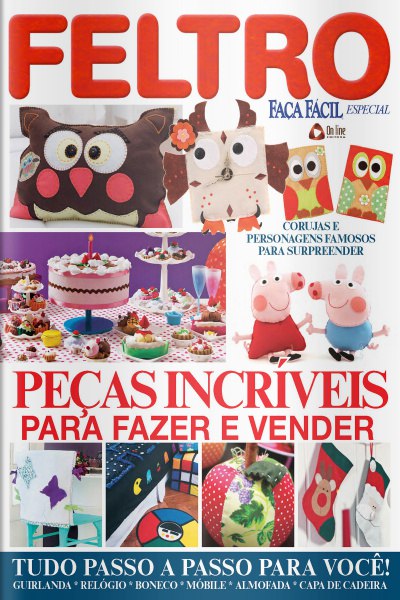 FELTRO
FAÇA FÁCIL ESPECIAL
On line
EDITORA
CORUJAS E
PERSONAGENS FAMOSOS
PARA SURPREENDER
PEÇAS INCRÍVEIS
PARA FAZER E VENDER
TUDO PASSO A PASSO PARA VOCÊ!
GUIRLANDA * RELÓGIO * BONECO * MÓBILE * ALMOFADA * CAPA DE CADEIRA